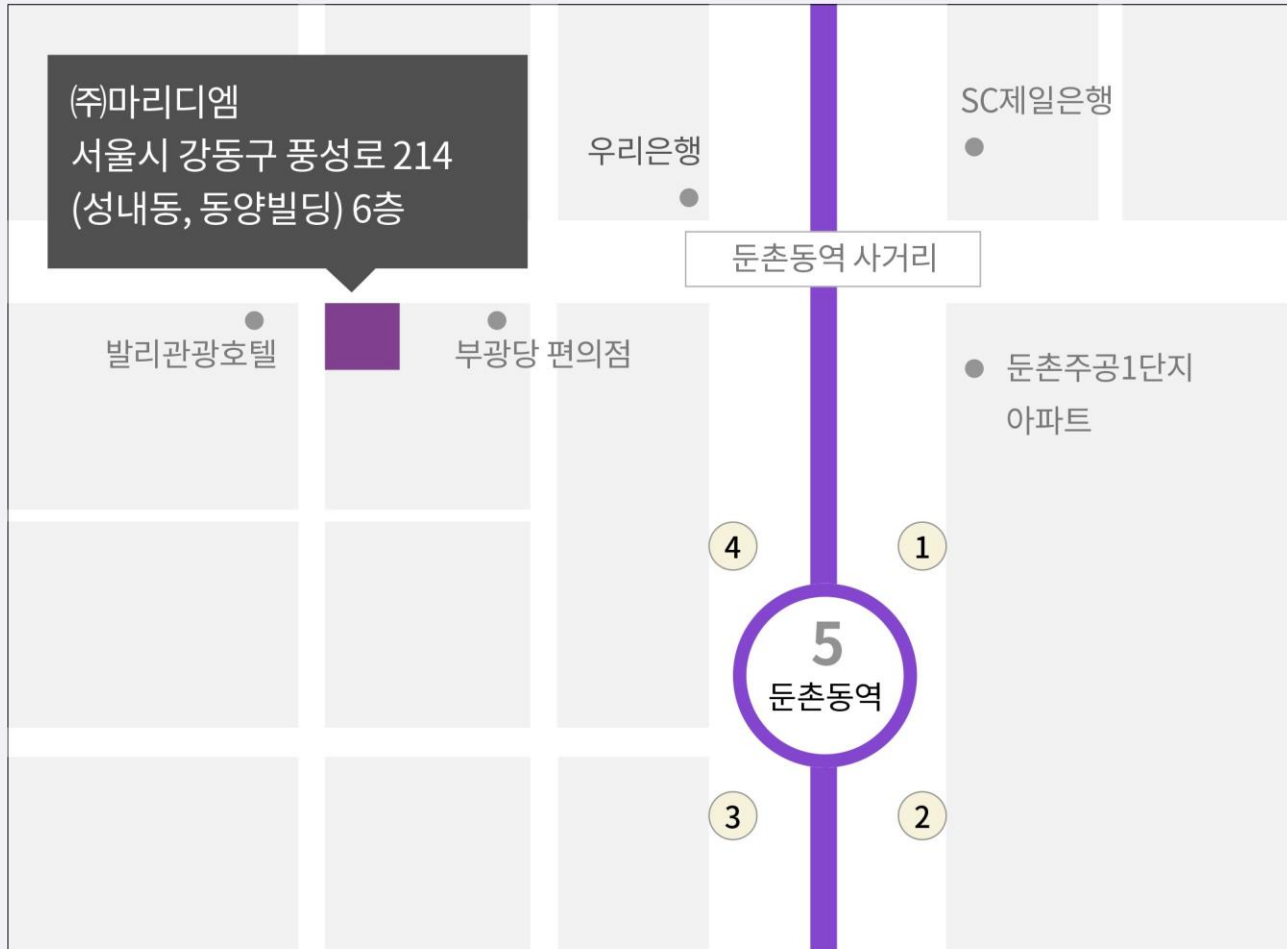 ㈜마리디엠
서울시 강동구 풍성로 214
(성내동, 동양빌딩) 6층
우리은행
SC제일은행
둔촌동역 사거리
발리관광호텔
부광당 편의점
둔촌주공1단지
아파트
4
1
5
둔촌동역
3
2